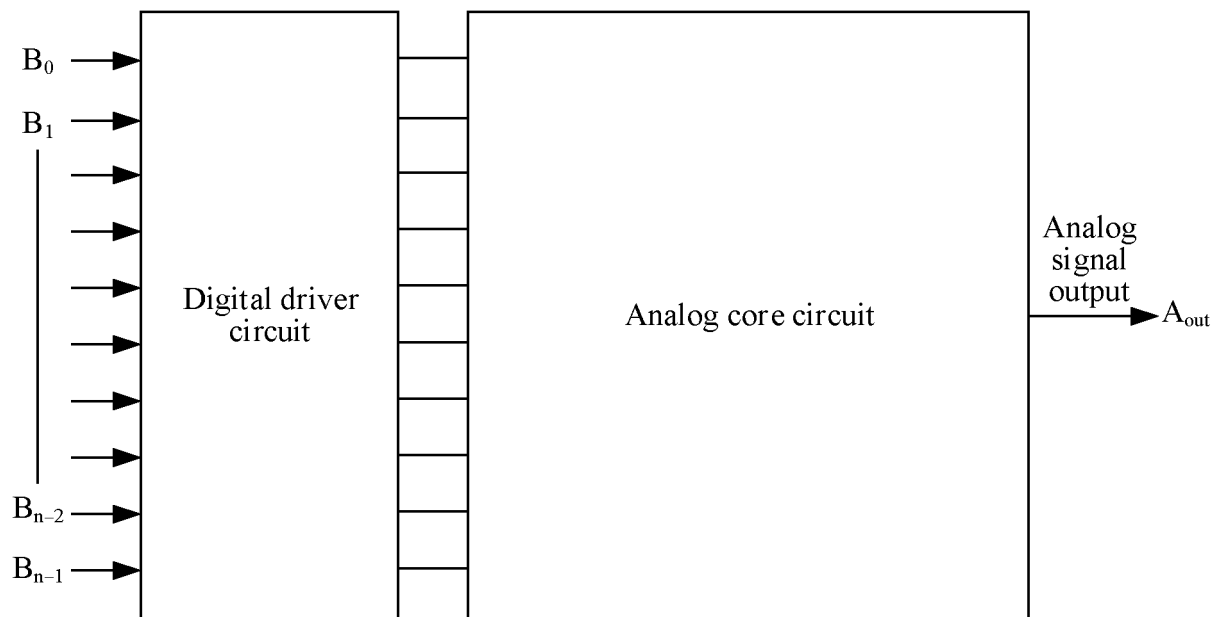 B₀
B₁
Bₙ₋₂
Bₙ₋₁
Digital driver
circuit
Analog core circuit
Analog
signal
output
Aₒᵤₜ